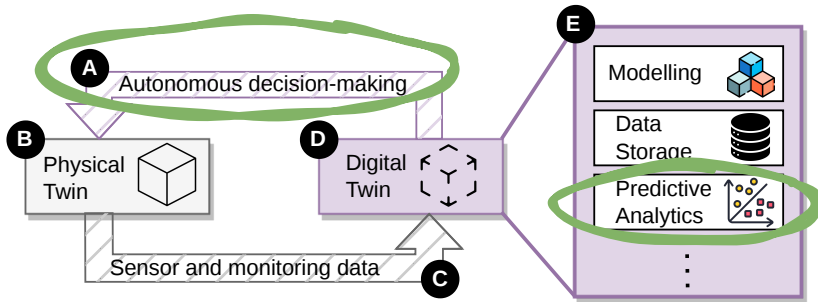 A
Autonomous decision-making
B
Physical
Twin
D
Digital
Twin
Sensor and monitoring data
C
E
Modelling
Data
Storage
Predictive
Analytics